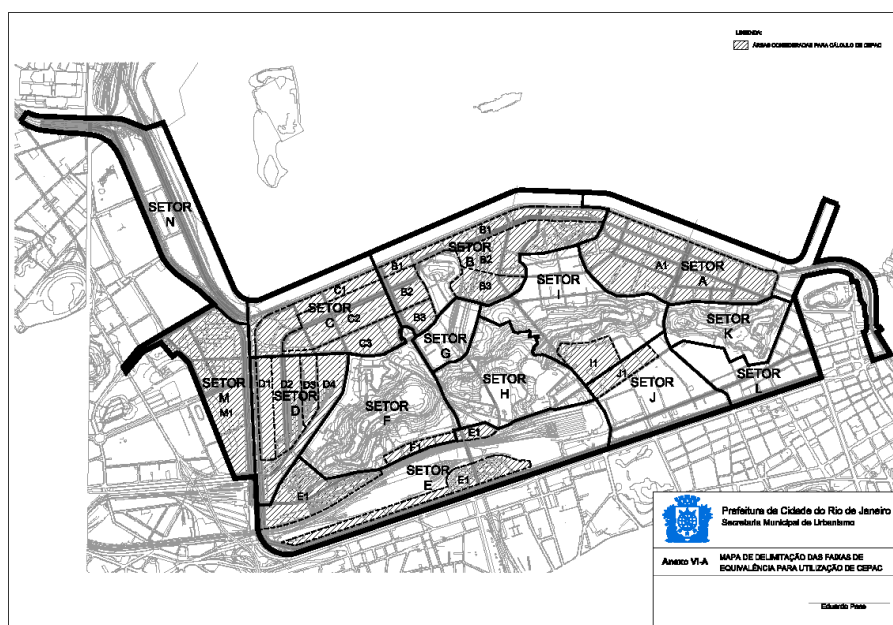 LEGENDA:
ÁREAS CONSIDERADAS PARA CÁLCULO DE CEPAC
SETOR
N
B1
SETOR
B
B2
B3
B1
B2
B3
SETOR
I
A1
SETOR
A
C1
SETOR
C
C2
C3
SETOR
G
SETOR
K
SETOR
M
M1
D1
D2
D3
D4
SETOR
D
SETOR
F
F1
SETOR
H
I1
J1
SETOR
J
SETOR
L
E1
SETOR
E
E1
E1
Prefeitura da Cidade do Rio de Janeiro
Secretaria Municipal de Urbanismo
Anexo VI-A
MAPA DE DELIMITAÇÃO DAS FAIXAS DE
EQUIVALÊNCIA PARA UTILIZAÇÃO DE CEPAC
Eduardo Paes